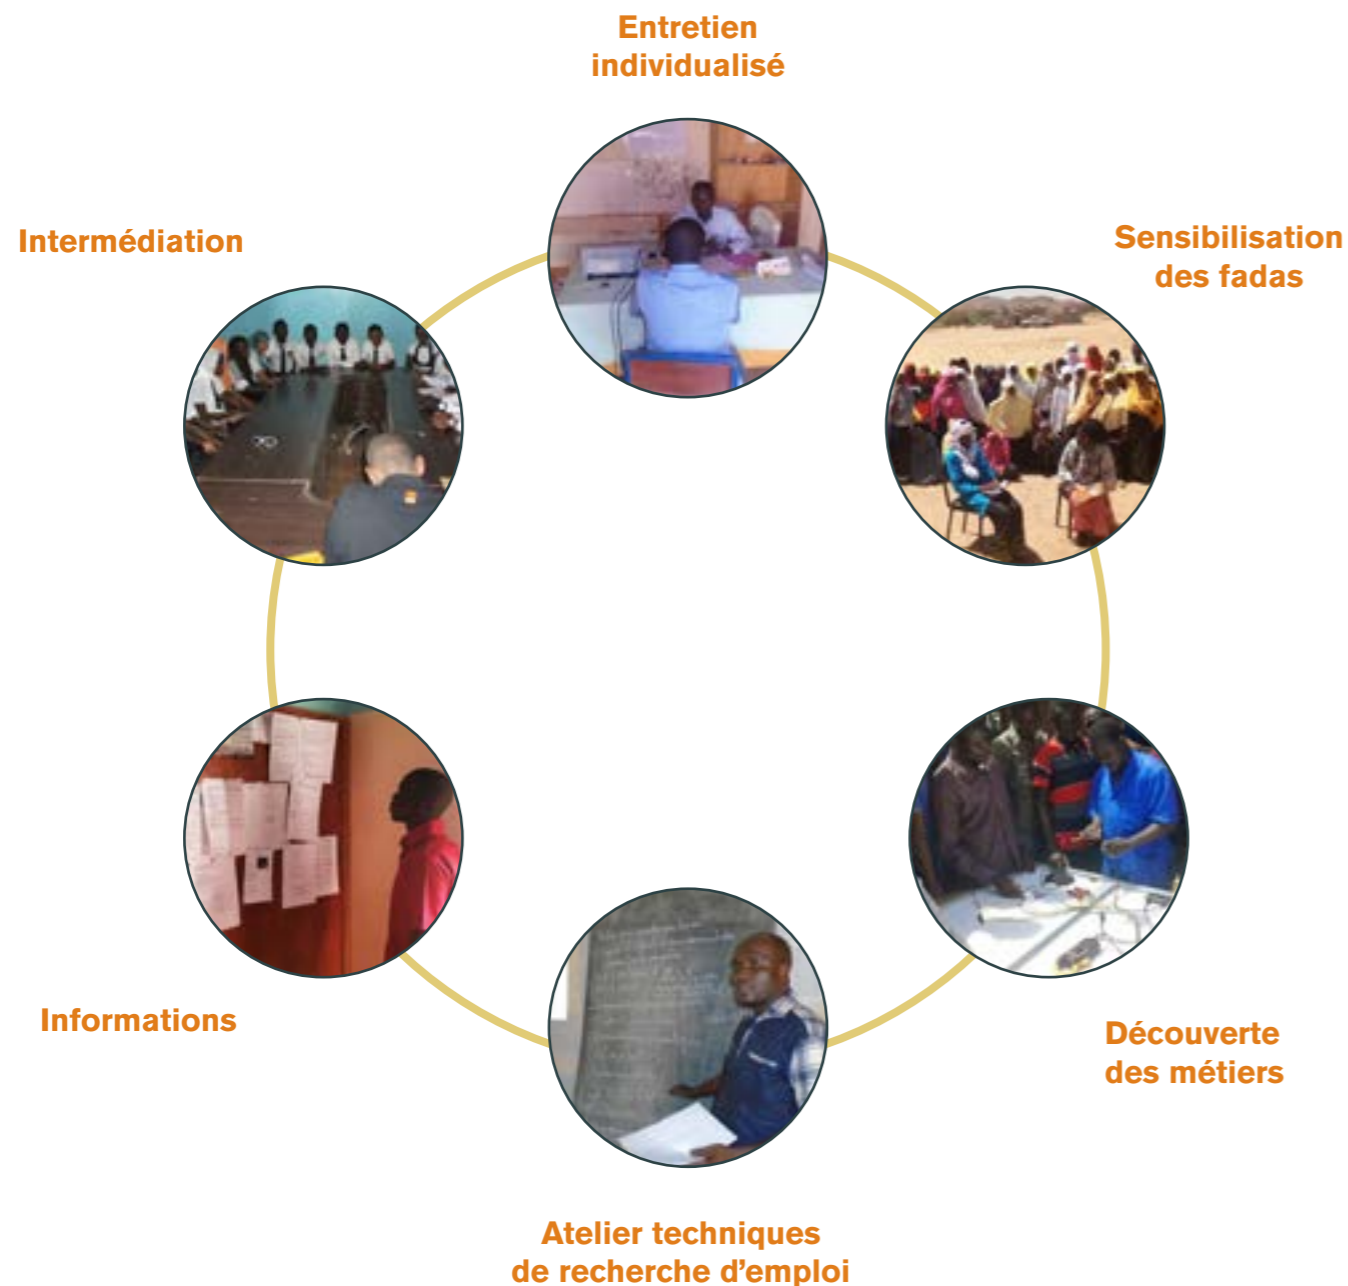 Entretien
individualisé
Sensibilisation
des fadas
Découverte
des métiers
Atelier techniques
de recherche d’emploi
Informations
Intermédiation